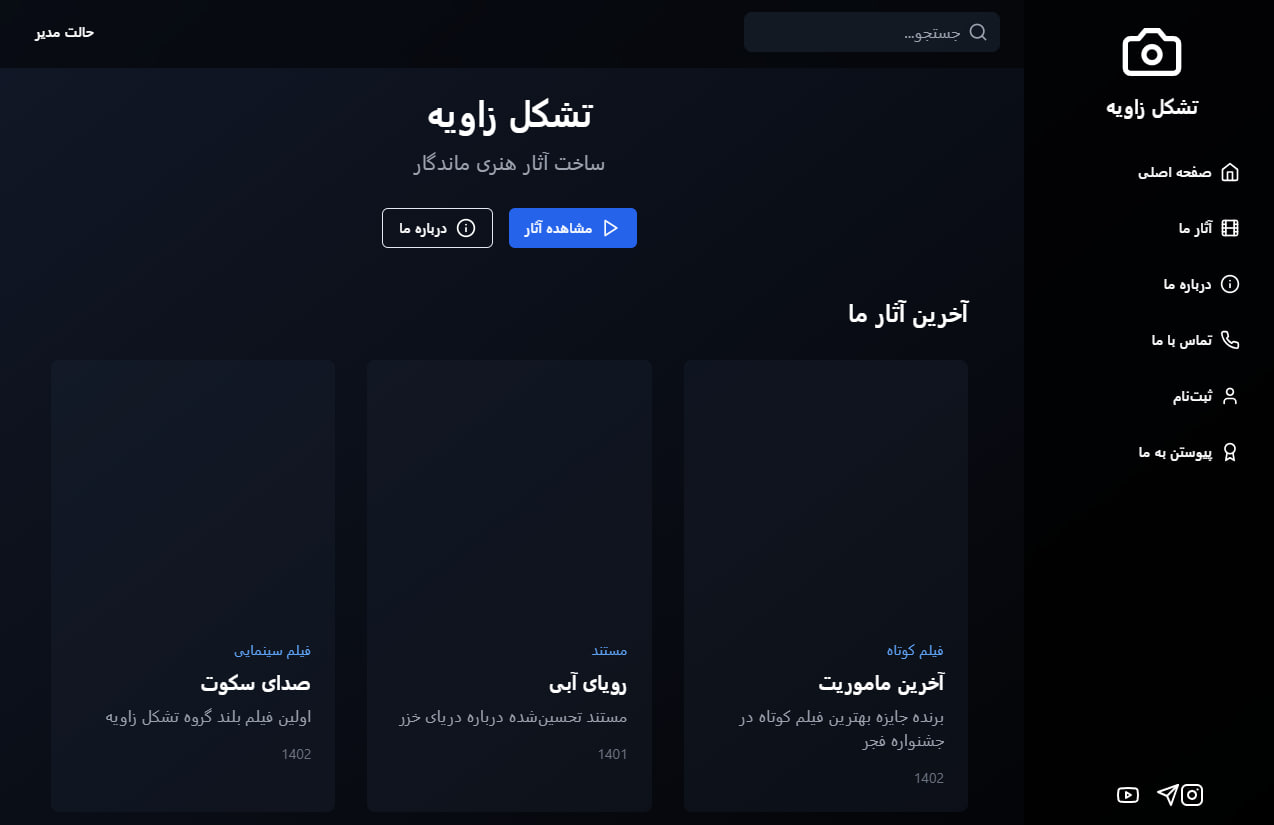 جستجو...
حالت مدیر
تشکل زاویه
صفحه اصلی
آثار ما
درباره ما
تماس با ما
ثبت‌نام
پیوستن به ما
تشکل زاویه
ساخت آثار هنری ماندگار
مشاهده آثار
درباره ما
آخرین آثار ما
فیلم کوتاه
آخرین ماموریت
برنده جایزه بهترین فیلم کوتاه در
جشنواره فجر
1402
مستند
رویای آبی
مستند تحسین‌شده درباره دریای خزر
1401
فیلم سینمایی
صدای سکوت
اولین فیلم بلند گروه تشکل زاویه
1402